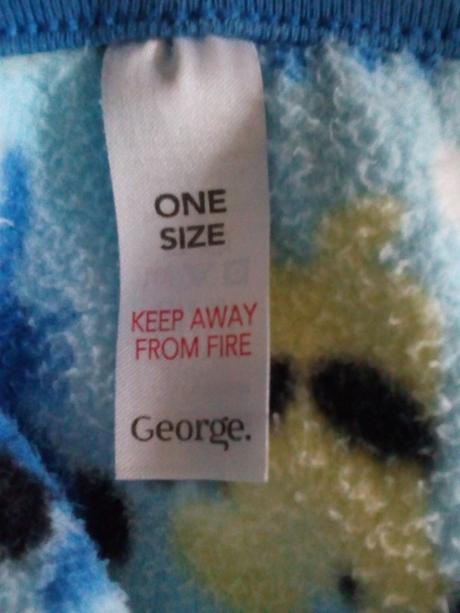 ONE
SIZE
KEEP AWAY
FROM FIRE
George.